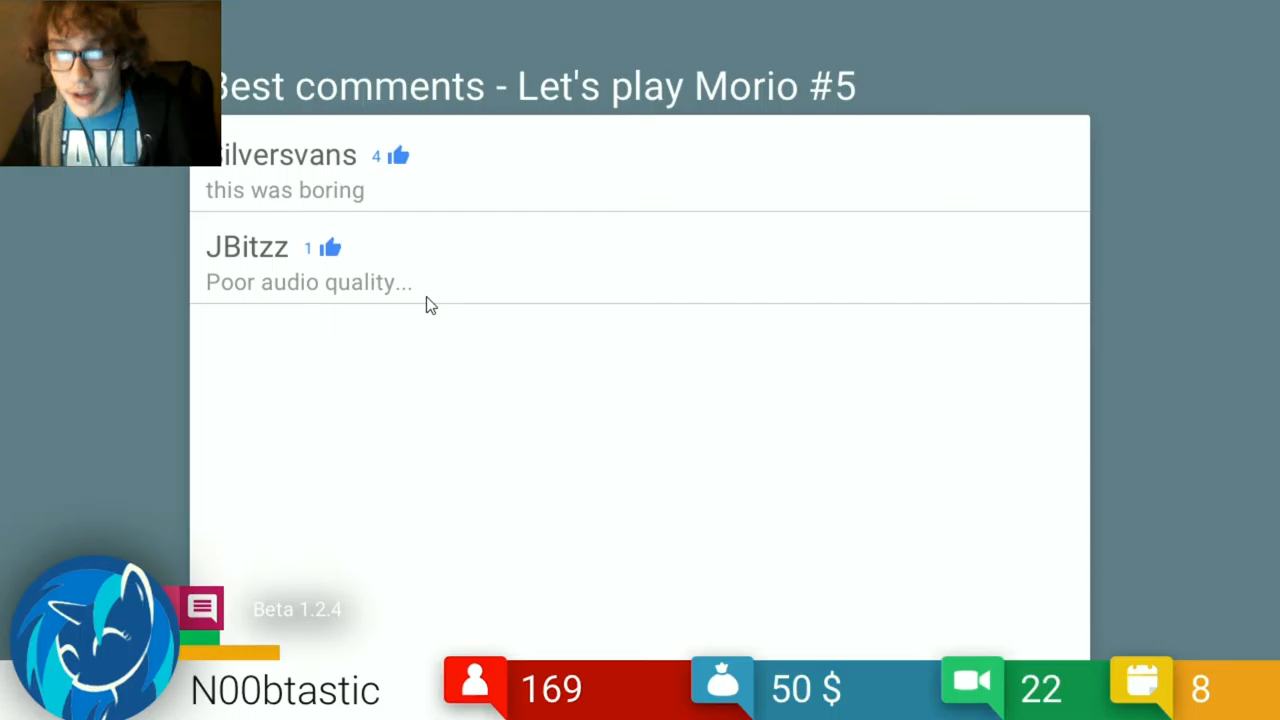 Best comments - Let's play Morio #5
Silversvans 4
this was boring
JBitzz 1
Poor audio quality...
Beta 1.2.4
N00btastic
169
50 $
22
8